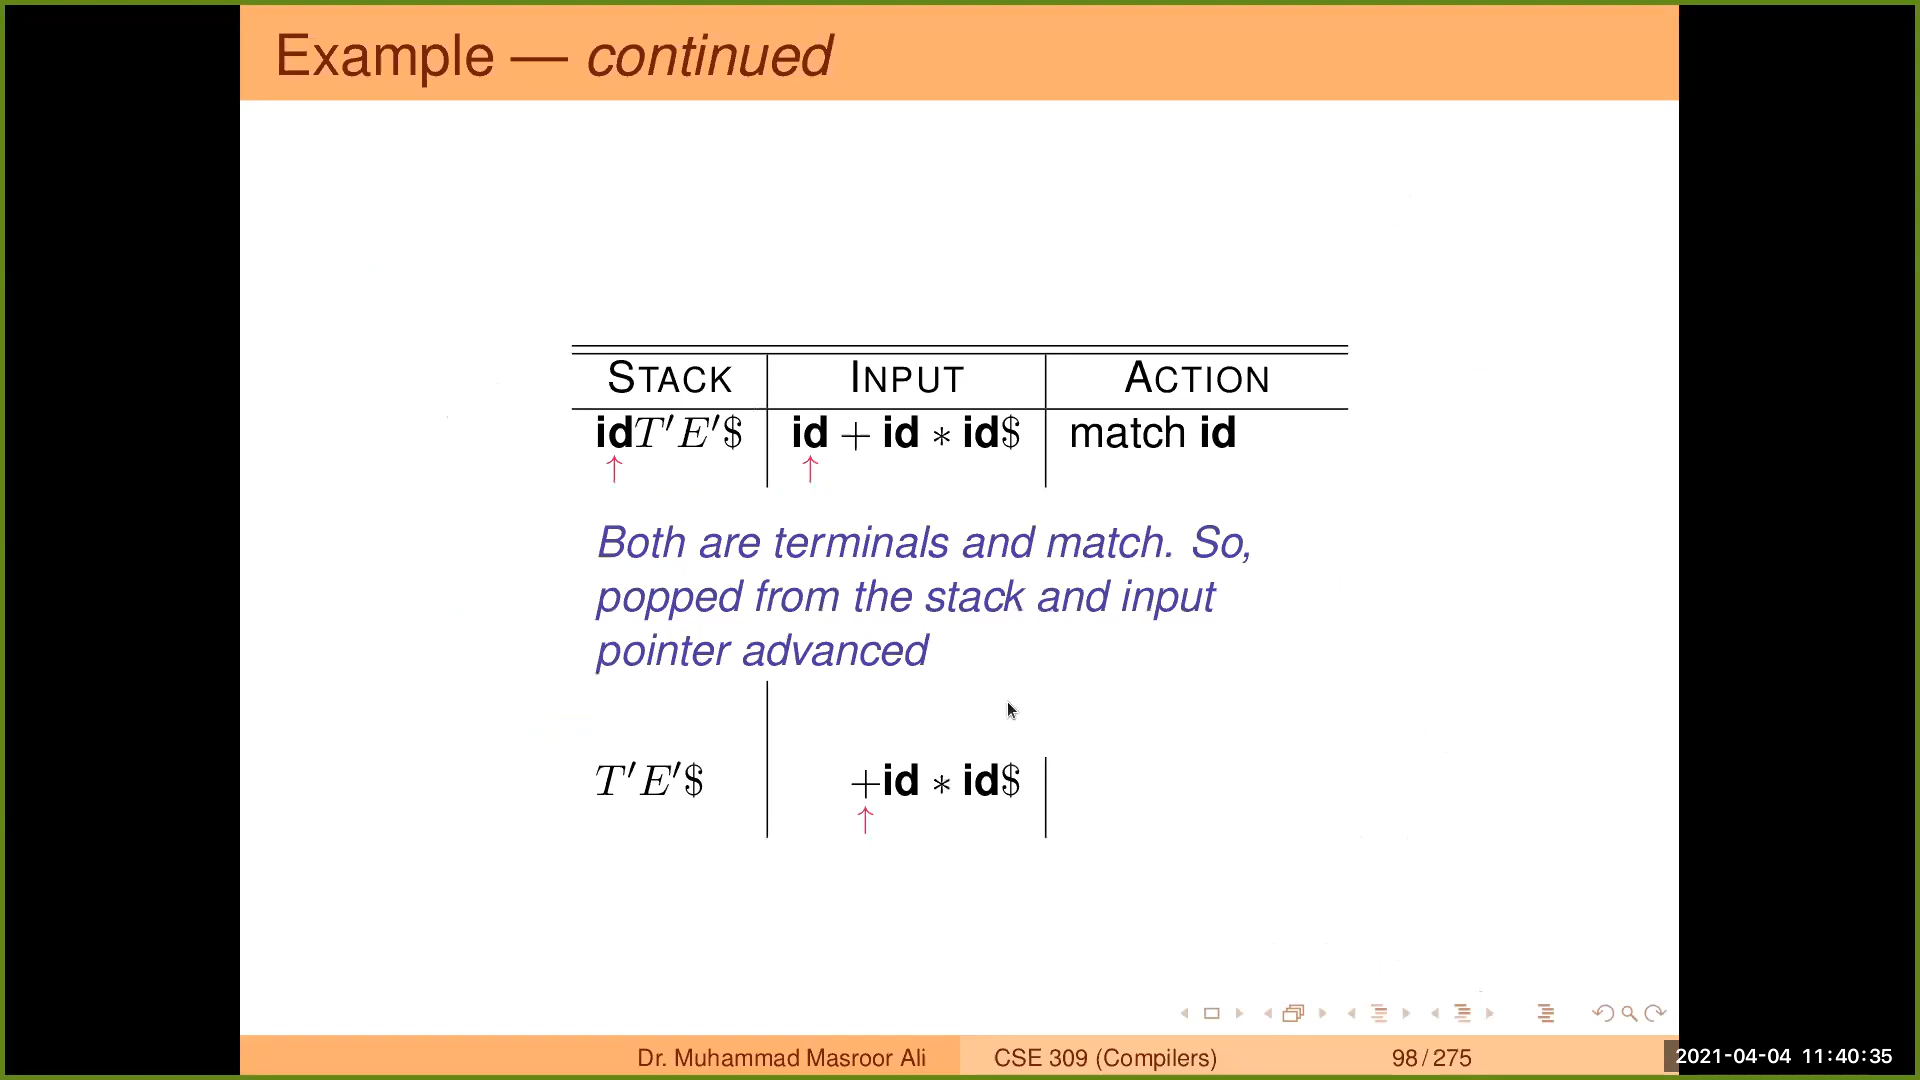 Example — continued
STACK INPUT ACTION
idT′E′$ id + id ∗ id$ match id
↑ ↑
Both are terminals and match. So,
popped from the stack and input
pointer advanced
T′E′$ +id ∗ id$
↑
Dr. Muhammad Masroor Ali CSE 309 (Compilers) 98 / 275
2021-04-04 11:40:35